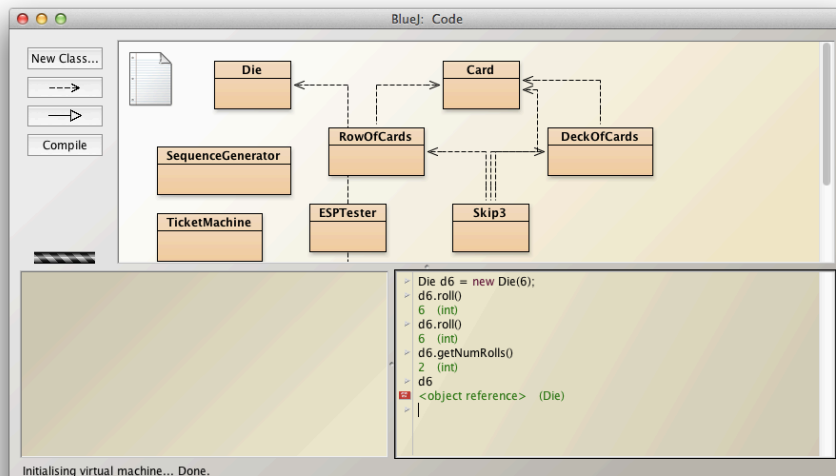 BlueJ: Code
New Class...
Compile
Die
Card
RowOfCards
DeckOfCards
SequenceGenerator
ESPTester
Skip3
TicketMachine
Die d6 = new Die(6);
d6.roll()
6 (int)
d6.roll()
6 (int)
d6.getNumRolls()
2 (int)
d6
<object reference> (Die)
Initialising virtual machine... Done.